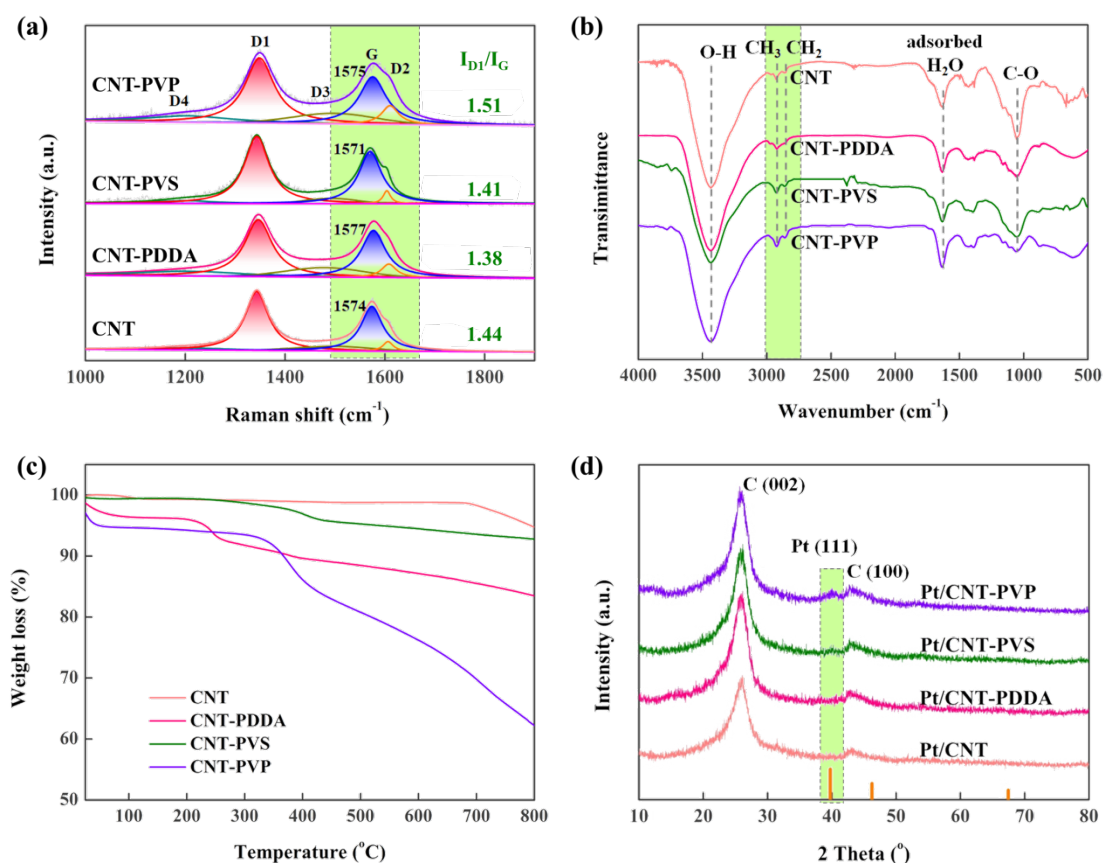 (a)
D1
G
I_D1/I_G
CNT-PVP
D4
D3
1575
D2
1.51
CNT-PVS
1571
1.41
CNT-PDDA
1577
1.38
CNT
1574
1.44
1000 1200 1400 1600 1800
Raman shift (cm⁻¹)
Intensity (a.u.)
(b)
O-H
CH₃ CH₂
adsorbed
H₂O
C-O
CNT
CNT-PDDA
CNT-PVS
CNT-PVP
4000 3500 3000 2500 2000 1500 1000 500
Wavenumber (cm⁻¹)
Transimittance
(c)
100
90
80
70
60
50
CNT
CNT-PDDA
CNT-PVS
CNT-PVP
100 200 300 400 500 600 700 800
Temperature (°C)
Weight loss (%)
(d)
C (002)
Pt (111)
C (100)
Pt/CNT-PVP
Pt/CNT-PVS
Pt/CNT-PDDA
Pt/CNT
10 20 30 40 50 60 70 80
2 Theta (°)
Intensity (a.u.)